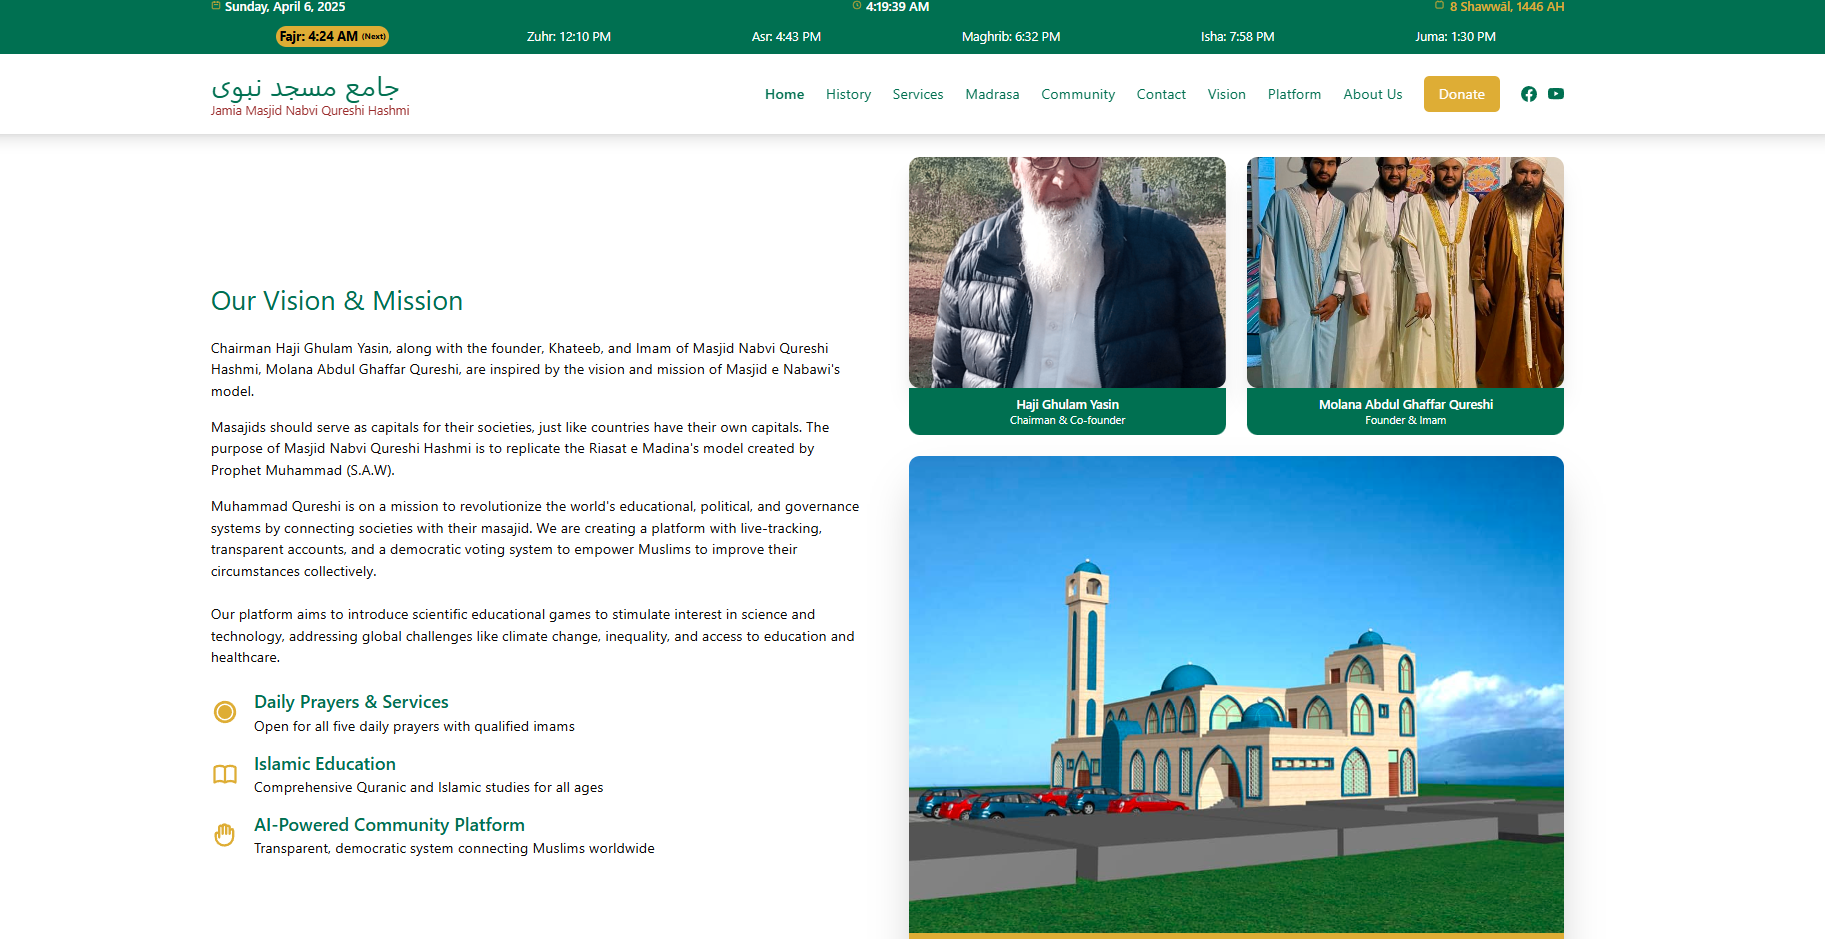 Sunday, April 6, 2025
4:19:39 AM
8 Shawwāl, 1446 AH
Fajr: 4:24 AM (Next)
Zuhr: 12:10 PM
Asr: 4:43 PM
Maghrib: 6:32 PM
Isha: 7:58 PM
Juma: 1:30 PM
جامع مسجد نبوی
Jamia Masjid Nabvi Qureshi Hashmi
Home
History
Services
Madrasa
Community
Contact
Vision
Platform
About Us
Donate
Our Vision & Mission
Chairman Haji Ghulam Yasin, along with the founder, Khateeb, and Imam of Masjid Nabvi Qureshi
Hashmi, Molana Abdul Ghaffar Qureshi, are inspired by the vision and mission of Masjid e Nabawi's
model.
Masajids should serve as capitals for their societies, just like countries have their own capitals. The
purpose of Masjid Nabvi Qureshi Hashmi is to replicate the Riasat e Madina's model created by
Prophet Muhammad (S.A.W).
Muhammad Qureshi is on a mission to revolutionize the world's educational, political, and governance
systems by connecting societies with their masajid. We are creating a platform with live-tracking,
transparent accounts, and a democratic voting system to empower Muslims to improve their
circumstances collectively.
Our platform aims to introduce scientific educational games to stimulate interest in science and
technology, addressing global challenges like climate change, inequality, and access to education and
healthcare.
Daily Prayers & Services
Open for all five daily prayers with qualified imams
Islamic Education
Comprehensive Quranic and Islamic studies for all ages
AI-Powered Community Platform
Transparent, democratic system connecting Muslims worldwide
Haji Ghulam Yasin
Chairman & Co-founder
Molana Abdul Ghaffar Qureshi
Founder & Imam